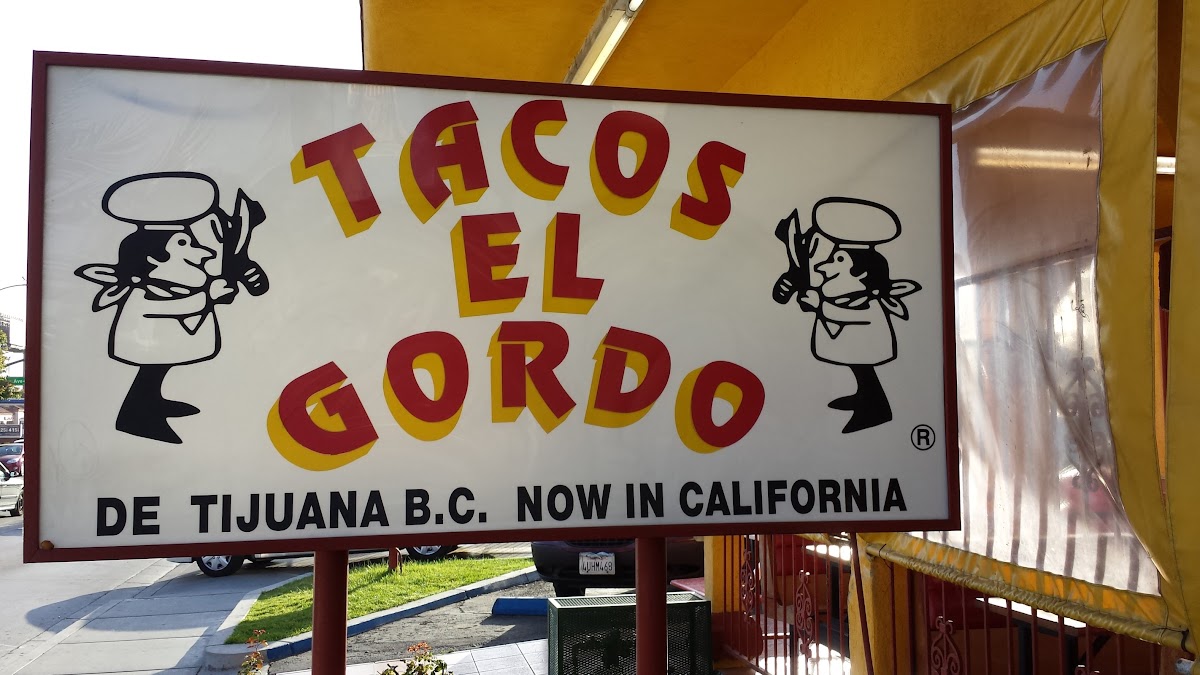 TACOS
EL
GORDO
®
DE TIJUANA B.C. NOW IN CALIFORNIA